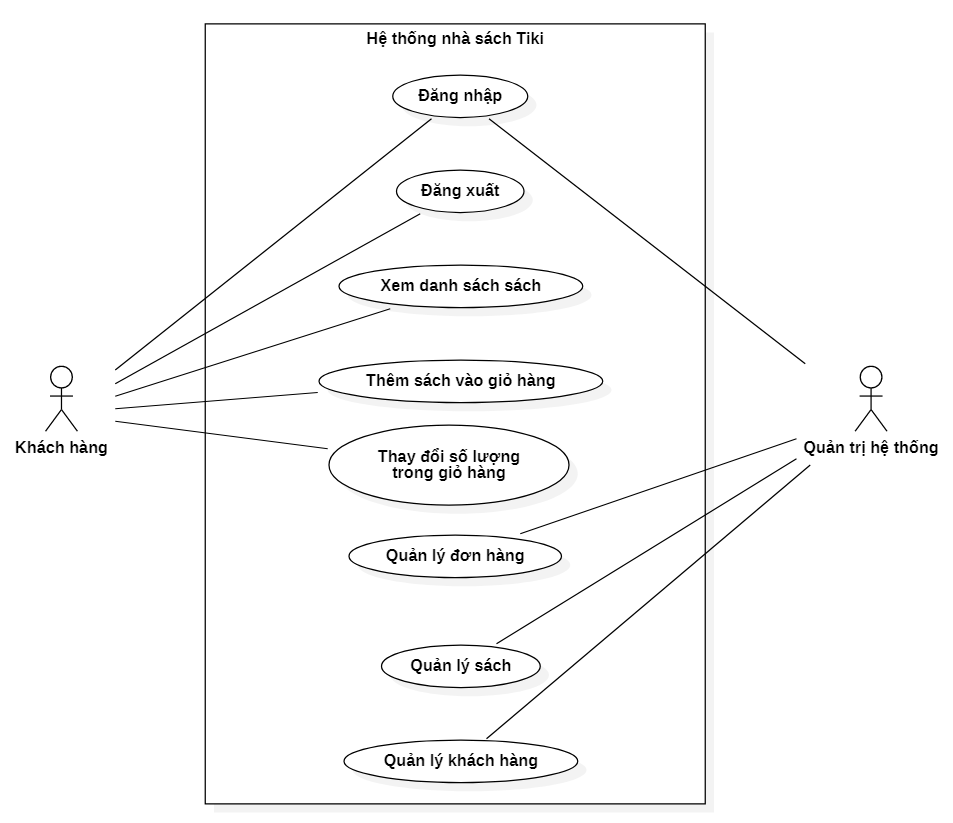 Hệ thống nhà sách Tiki
Đăng nhập
Đăng xuất
Xem danh sách sách
Thêm sách vào giỏ hàng
Khách hàng
Quản trị hệ thống
Thay đổi số lượng
trong giỏ hàng
Quản lý đơn hàng
Quản lý sách
Quản lý khách hàng